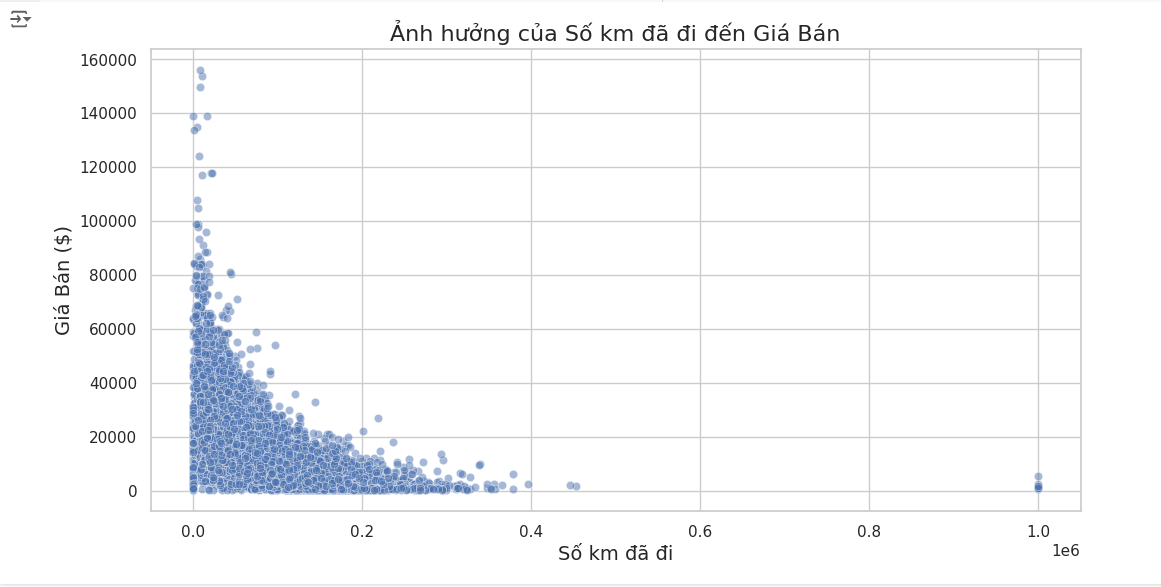 Ảnh hưởng của Số km đã đi đến Giá Bán
160000
140000
120000
100000
80000
60000
40000
20000
0
Giá Bán ($)
0.0 0.2 0.4 0.6 0.8 1.0
1e6
Số km đã đi